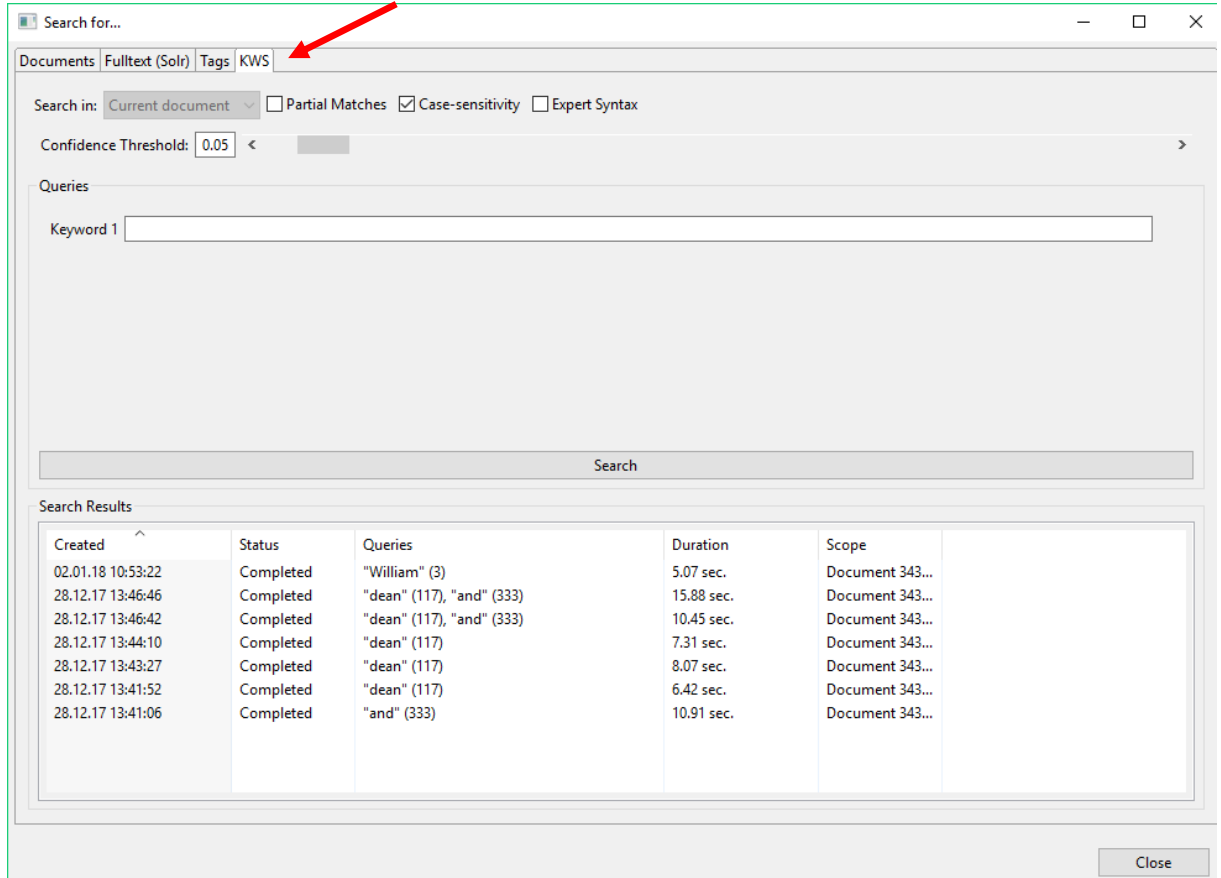 Search for...
Documents Fulltext (Solr) Tags KWS
Search in: Current document Partial Matches Case-sensitivity Expert Syntax
Confidence Threshold: 0.05
Queries
Keyword 1
Search
Search Results
Created Status Queries Duration Scope
02.01.18 10:53:22 Completed "William" (3) 5.07 sec. Document 343...
28.12.17 13:46:46 Completed "dean" (117), "and" (333) 15.88 sec. Document 343...
28.12.17 13:46:42 Completed "dean" (117), "and" (333) 10.45 sec. Document 343...
28.12.17 13:44:10 Completed "dean" (117) 7.31 sec. Document 343...
28.12.17 13:43:27 Completed "dean" (117) 8.07 sec. Document 343...
28.12.17 13:41:52 Completed "dean" (117) 6.42 sec. Document 343...
28.12.17 13:41:06 Completed "and" (333) 10.91 sec. Document 343...
Close